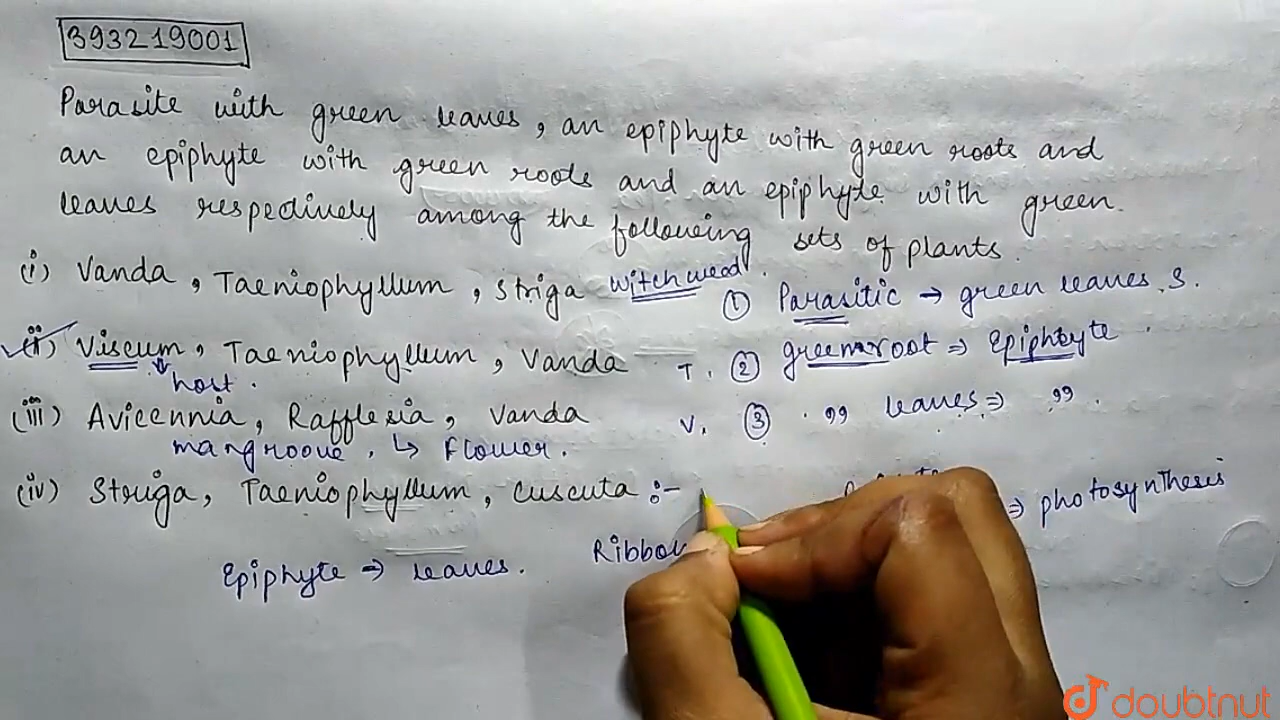 393219001
Parasite with green leaves, an epiphyte with green roots and
an epiphyte with green roots and an epiphyte with green
leaves respectively among the following sets of plants.
(i) Vanda, Taeniophyllum, Striga witch weed.
① Parasitic → green leaves. S.
(ii) Viscum, Taeniophyllum, Vanda
host.
T. ② green root ⇒ Epiphtyte.
(iii) Avicennia, Rafflesia, Vanda
mangroove. ↳ Flower.
V. ③ " leaves ⇒ ".
(iv) Striga, Taeniophyllum, Cuscuta :-
⇒ photosynthesis
Epiphyte ⇒ leaves.
doubtnut